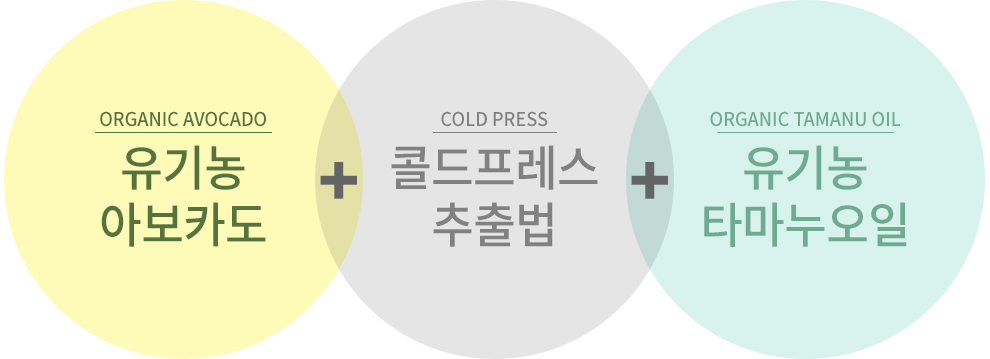 ORGANIC AVOCADO
유기농
아보카도
+
COLD PRESS
콜드프레스
추출법
+
ORGANIC TAMANU OIL
유기농
타마누오일